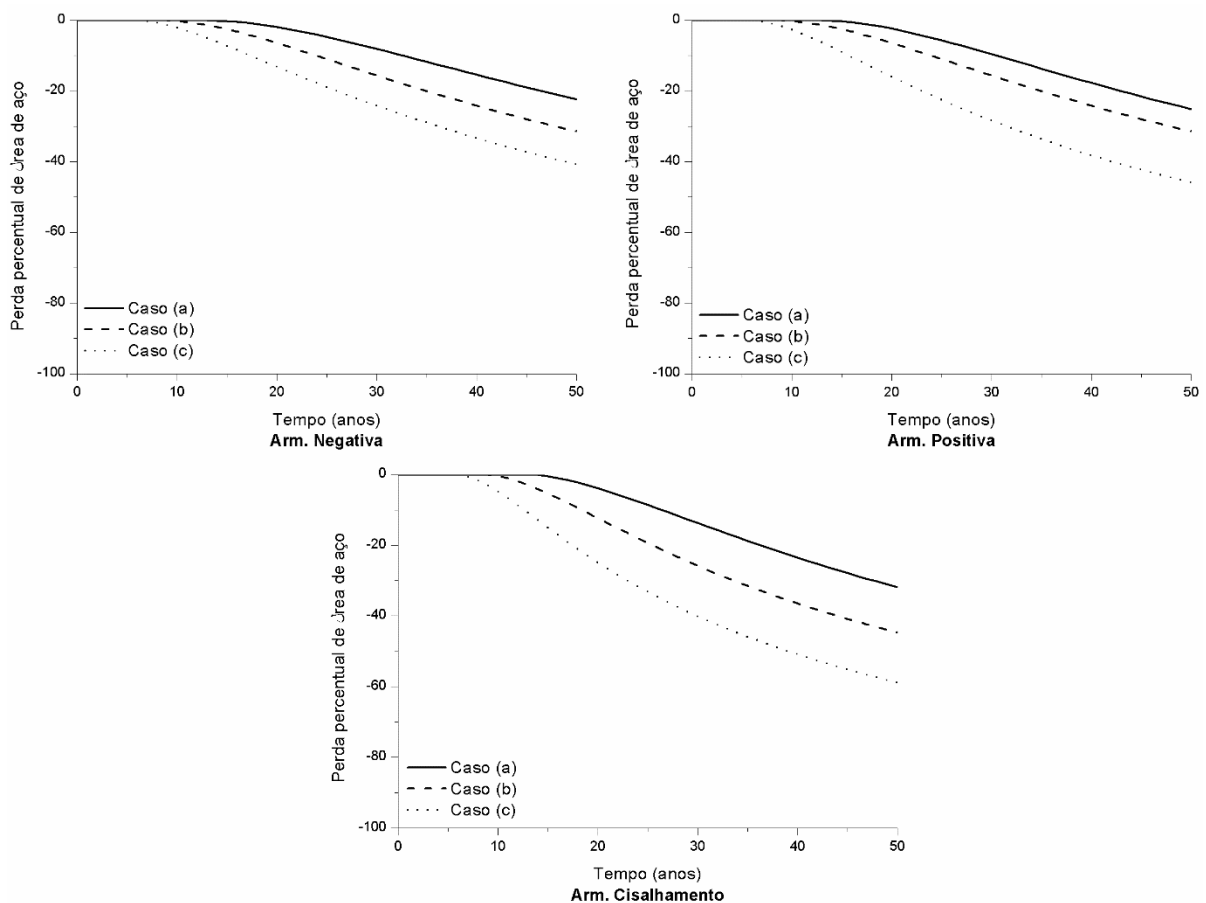 0
-20
-40
-60
-80
-100
Perda percentual de área de aço
Caso (a)
Caso (b)
Caso (c)
0 10 20 30 40 50
Tempo (anos)
Arm. Negativa
0
-20
-40
-60
-80
-100
Perda percentual de área de aço
Caso (a)
Caso (b)
Caso (c)
0 10 20 30 40 50
Tempo (anos)
Arm. Positiva
0
-20
-40
-60
-80
-100
Perda percentual de área de aço
Caso (a)
Caso (b)
Caso (c)
0 10 20 30 40 50
Tempo (anos)
Arm. Cisalhamento